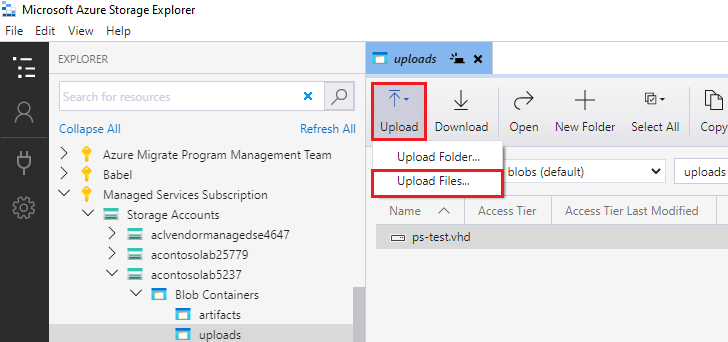 Microsoft Azure Storage Explorer
File Edit View Help
EXPLORER
Search for resources
Collapse All Refresh All
Azure Migrate Program Management Team
Babel
Managed Services Subscription
Storage Accounts
aclvendormanagedse4647
acontosolab25779
acontosolab5237
Blob Containers
artifacts
uploads
uploads
Upload Download Open New Folder Select All Copy
Upload Folder...
Upload Files...
blobs (default) uploads
Name Access Tier Access Tier Last Modified
ps-test.vhd